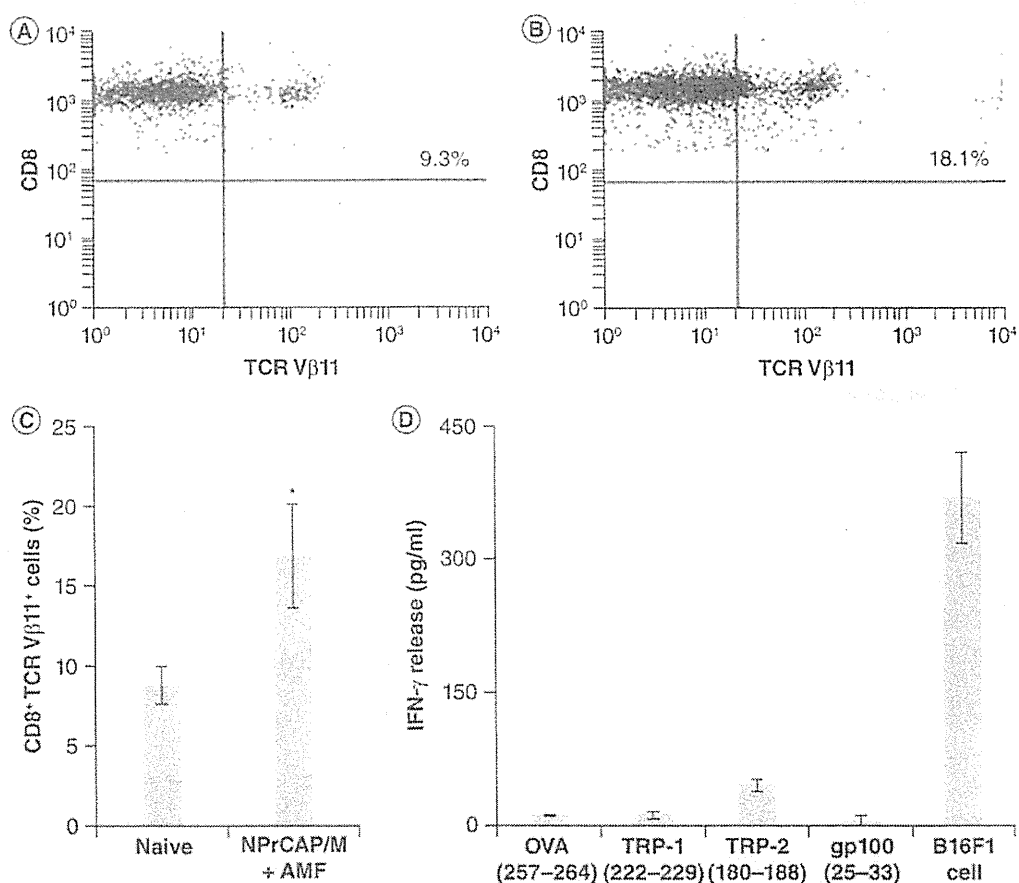 A
10⁴
10³
10²
10¹
10⁰
CD8
9.3%
10⁰ 10¹ 10² 10³ 10⁴
TCR Vβ11
B
10⁴
10³
10²
10¹
10⁰
CD8
18.1%
10⁰ 10¹ 10² 10³ 10⁴
TCR Vβ11
C
25
20
15
10
5
0
CD8⁺ TCR Vβ11⁺ cells (%)
*
Naive
NPrCAP/M
+ AMF
D
450
300
150
0
IFN-γ release (pg/ml)
OVA
(257–264)
TRP-1
(222–229)
TRP-2
(180–188)
gp100
(25–33)
B16F1
cell